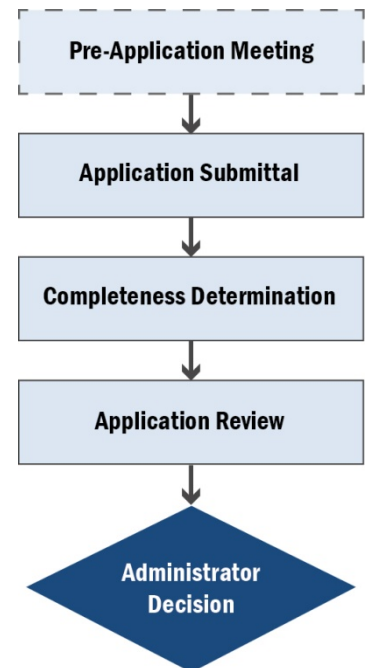 Pre-Application Meeting
Application Submittal
Completeness Determination
Application Review
Administrator
Decision